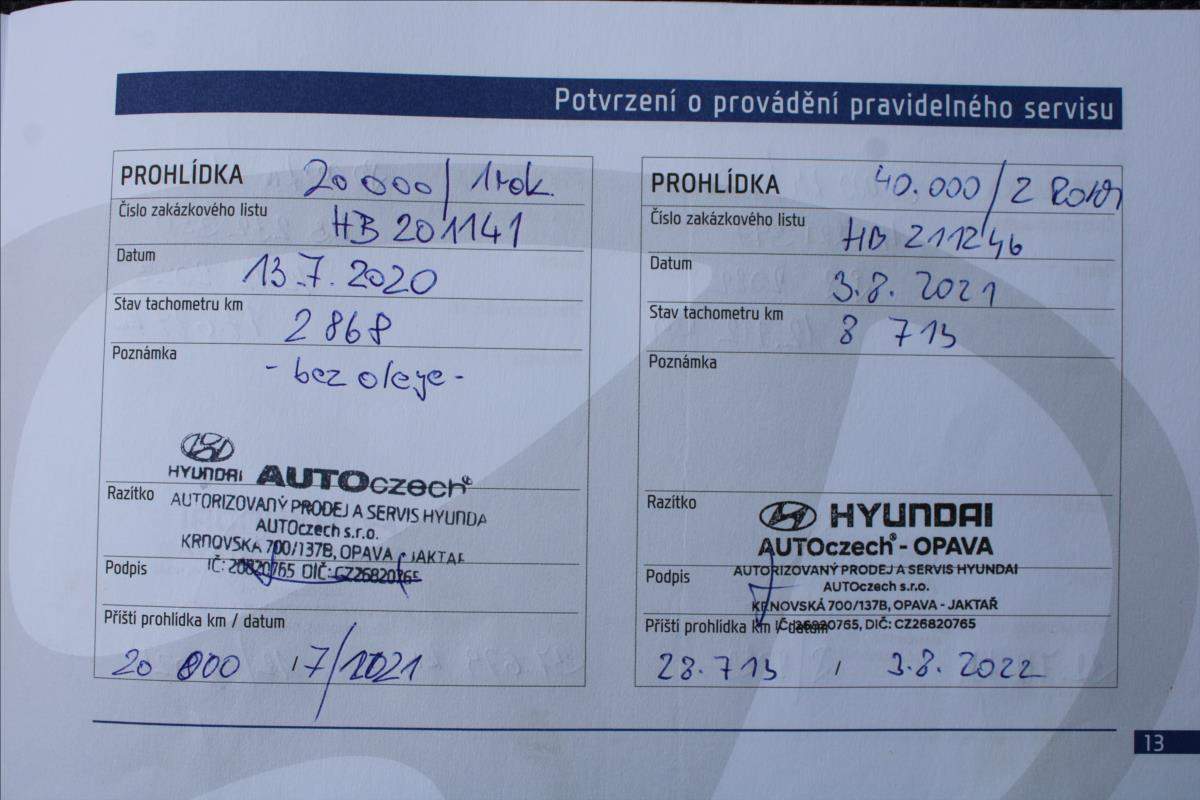 Potvrzení o provádění pravidelného servisu
PROHLÍDKA 20 000 / 1 rok
Číslo zakázkového listu HB 201141
Datum 13.7.2020
Stav tachometru km 2 868
Poznámka
- bez oleje -
HYUNDAI AUTOczech
Razítko
AUTORIZOVANÝ PRODEJ A SERVIS HYUNDA
AUTOczech s.r.o.
KRNOVSKA 700/137B, OPAVA JAKTAŘ
Podpis
IČ: 26820765 DIČ: CZ26820765
Příští prohlídka km / datum
20 000 / 7/2021
PROHLÍDKA 40.000 / 2 Roky
Číslo zakázkového listu HB 211246
Datum 3.8. 2021
Stav tachometru km 8 713
Poznámka
Razítko
HYUNDAI
AUTOczech - OPAVA
Podpis
AUTORIZOVANÝ PRODEJ A SERVIS HYUNDAI
AUTOczech s.r.o.
KRNOVSKÁ 700/137B, OPAVA - JAKTAŘ
Příští prohlídka km / datum
IČ: 26820765, DIČ: CZ26820765
28.713 / 3.8. 2022
13